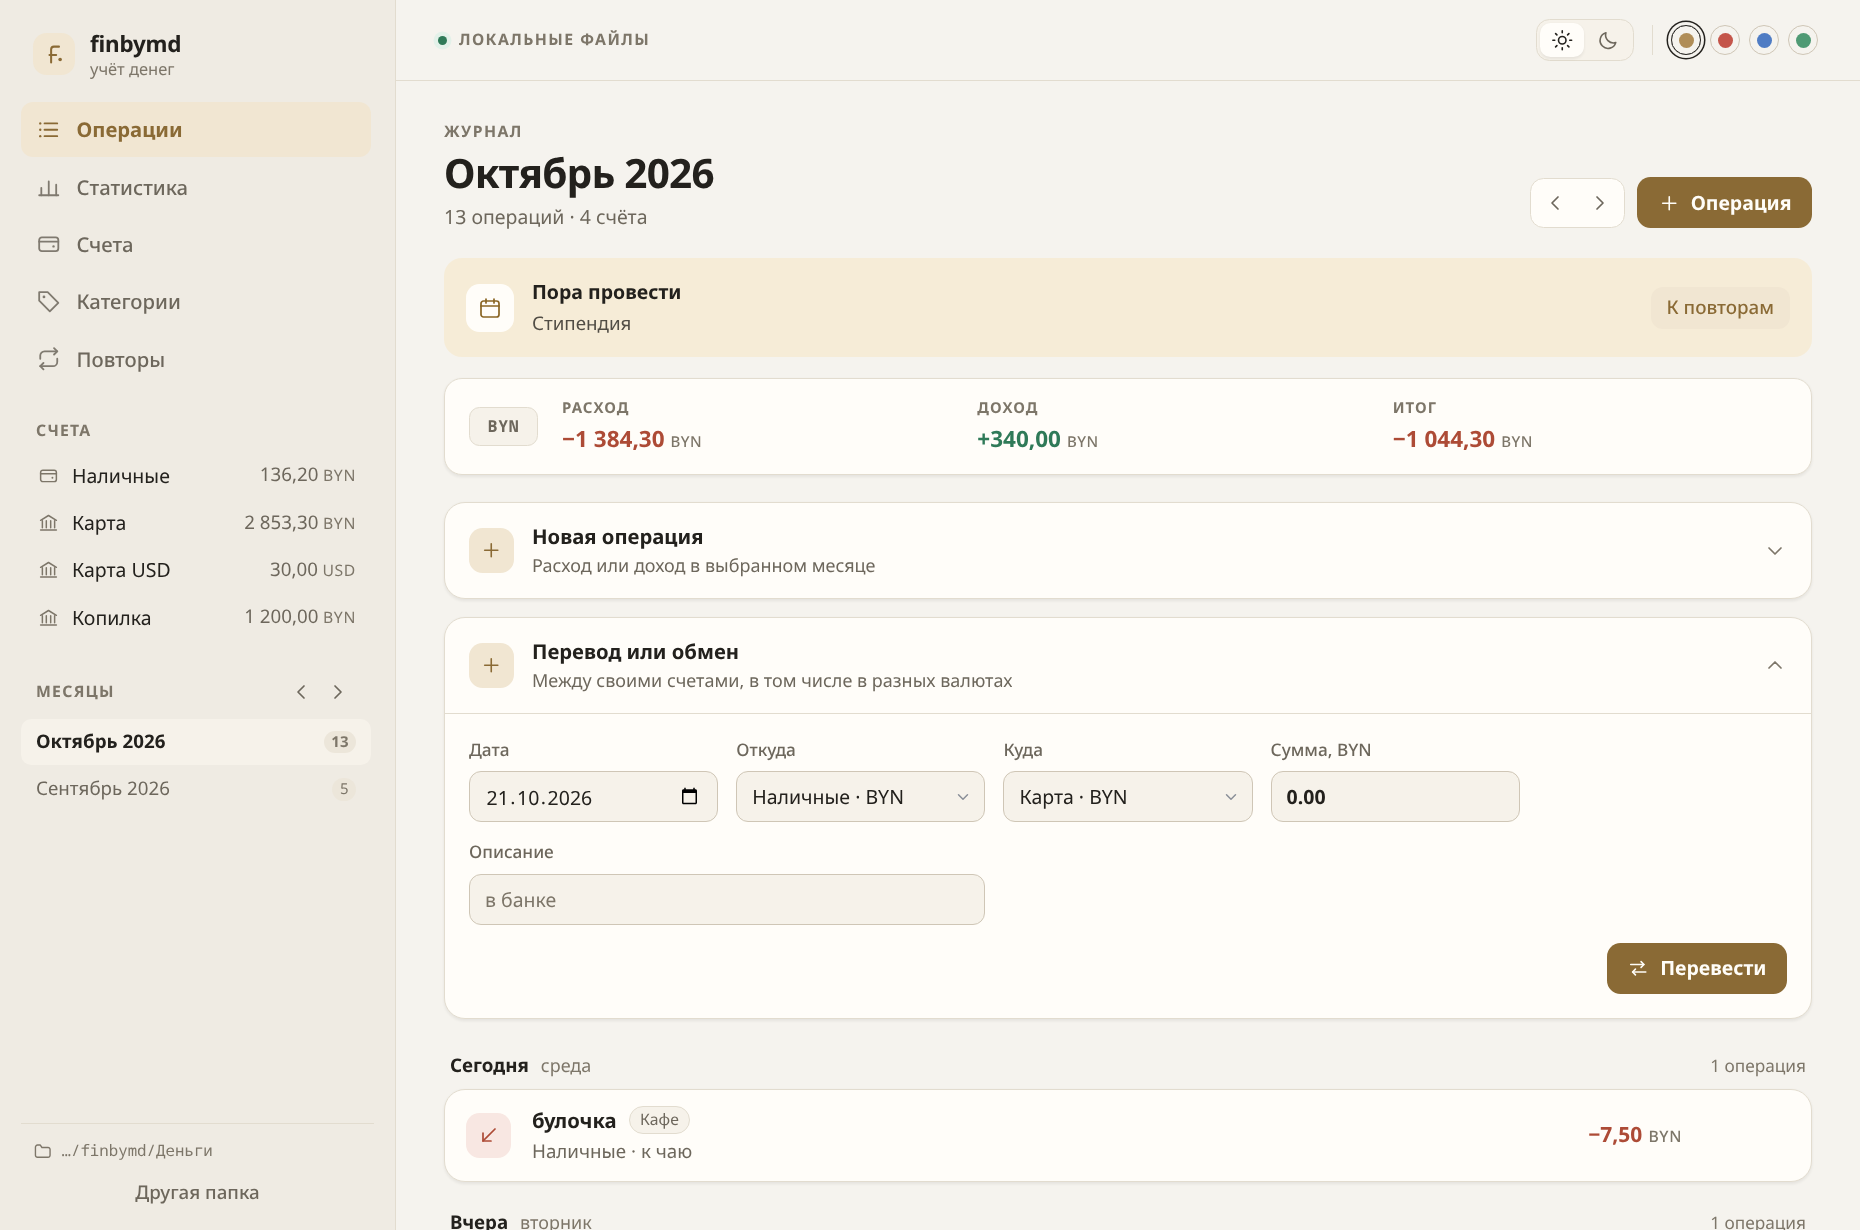 finbymd
учёт денег
Операции
Статистика
Счета
Категории
Повторы
СЧЕТА
Наличные 136,20 BYN
Карта 2 853,30 BYN
Карта USD 30,00 USD
Копилка 1 200,00 BYN
МЕСЯЦЫ
Октябрь 2026 13
Сентябрь 2026 5
…/finbymd/Деньги
Другая папка
ЛОКАЛЬНЫЕ ФАЙЛЫ
ЖУРНАЛ
Октябрь 2026
13 операций · 4 счёта
Операция
Пора провести
Стипендия
К повторам
BYN
РАСХОД ДОХОД ИТОГ
−1 384,30 BYN +340,00 BYN −1 044,30 BYN
Новая операция
Расход или доход в выбранном месяце
Перевод или обмен
Между своими счетами, в том числе в разных валютах
Дата Откуда Куда Сумма, BYN
21.10.2026 Наличные · BYN Карта · BYN 0.00
Описание
в банке
Перевести
Сегодня среда 1 операция
булочка Кафе
Наличные · к чаю
−7,50 BYN
Вчера вторник 1 операция